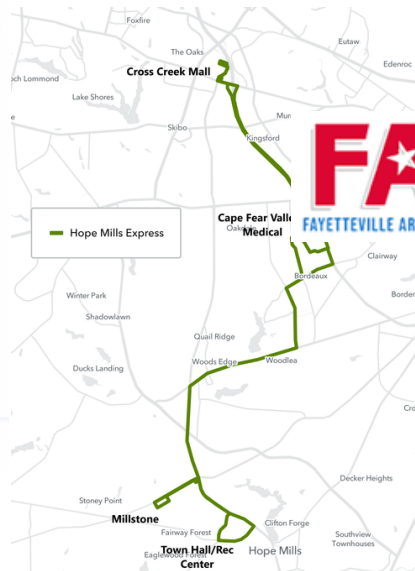 Foxfire
Eutaw
The Oaks
Edenroc
Cross Creek Mall
och Lommond
Lake Shores
Mur
Skibo
Kingsford
FA
FAYETTEVILLE AR
Cape Fear Valle
Medical
Oakdale
Hope Mills Express
Clairway
Bordeaux
Winter Park
Border
Shadowlawn
Quail Ridge
Woods Edge
Woodlea
Ducks Landing
Cro
Decker Heights
Stoney Point
Millstone
Clifton Forge
Fairway Forest
Southview
Townhouses
Town Hall/Rec
Center
Eaglewood Forest
Hope Mills